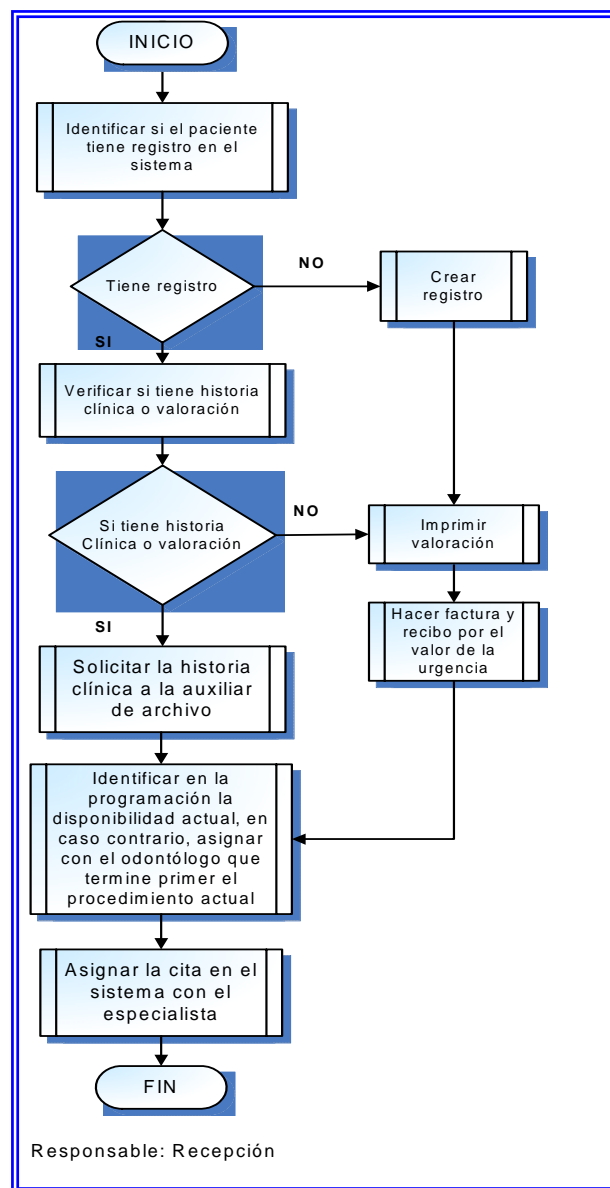 INICIO
Identificar si el paciente
tiene registro en el
sistema
Tiene registro
NO
Crear
registro
SI
Verificar si tiene historia
clínica o valoración
Si tiene historia
Clínica o valoración
NO
Imprimir
valoración
SI
Hacer factura y
recibo por el
valor de la
urgencia
Solicitar la historia
clínica a la auxiliar
de archivo
Identificar en la
programación la
disponibilidad actual, en
caso contrario, asignar
con el odontólogo que
termine primer el
procedimiento actual
Asignar la cita en el
sistema con el
especialista
FIN
Responsable: Recepción